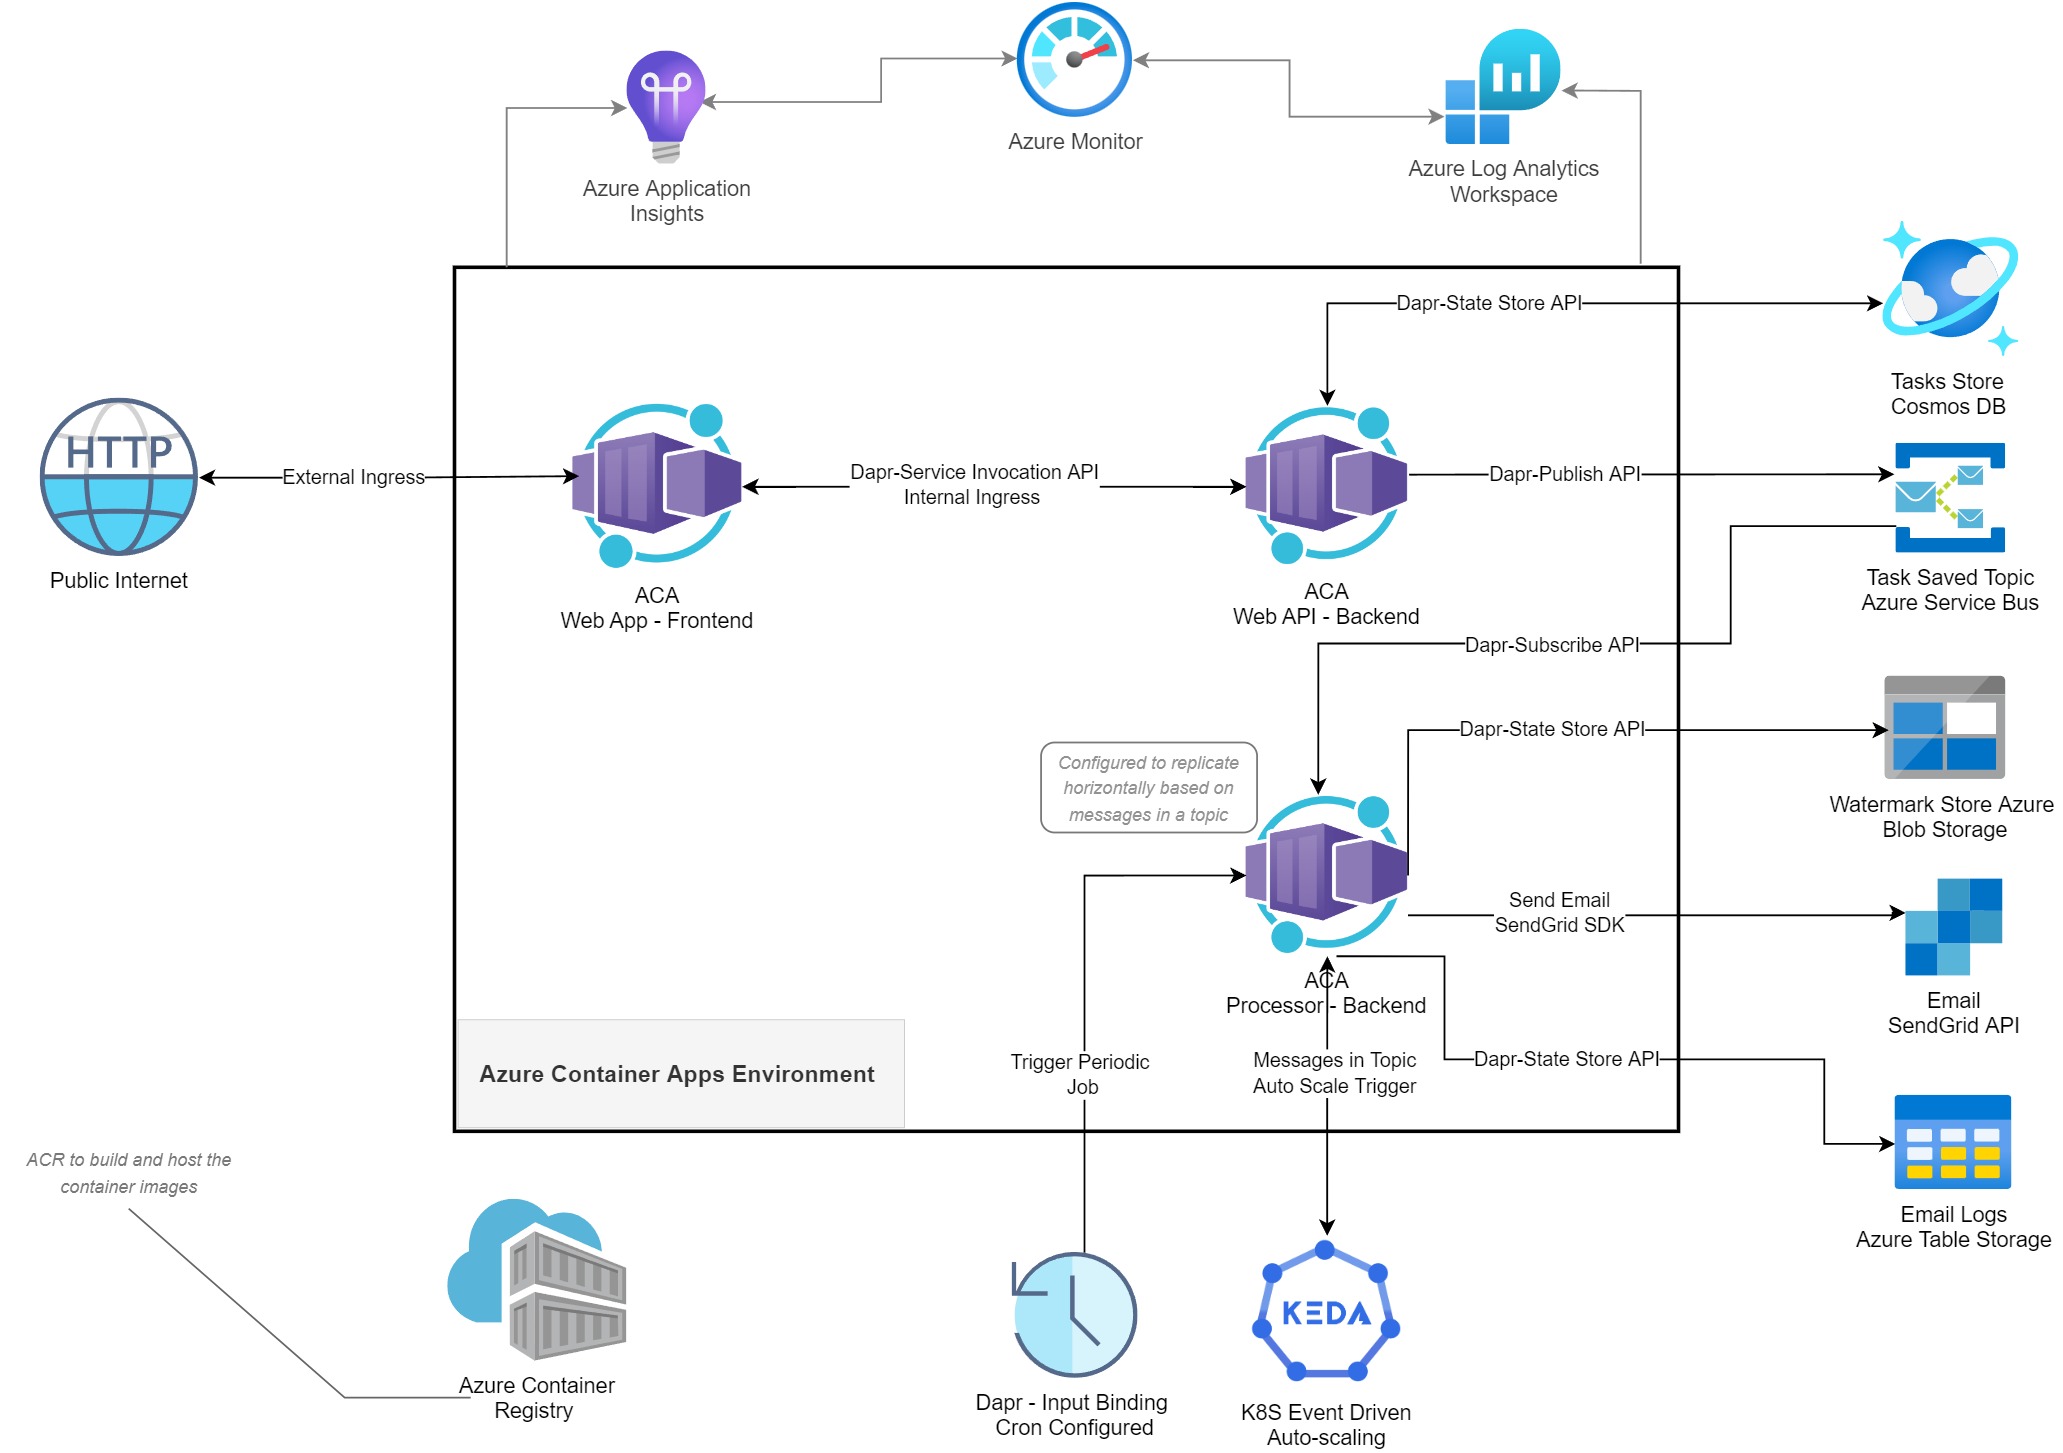 Azure Monitor
Azure Application
Insights
Azure Log Analytics
Workspace
Dapr-State Store API
Tasks Store
Cosmos DB
HTTP
Public Internet
External Ingress
Dapr-Service Invocation API
Internal Ingress
Dapr-Publish API
ACA
Web App - Frontend
ACA
Web API - Backend
Task Saved Topic
Azure Service Bus
Dapr-Subscribe API
Dapr-State Store API
Configured to replicate
horizontally based on
messages in a topic
Watermark Store Azure
Blob Storage
Send Email
SendGrid SDK
ACA
Processor - Backend
Email
SendGrid API
Azure Container Apps Environment
Trigger Periodic
Job
Messages in Topic
Auto Scale Trigger
Dapr-State Store API
ACR to build and host the
container images
Email Logs
Azure Table Storage
KEDA
Azure Container
Registry
Dapr - Input Binding
Cron Configured
K8S Event Driven
Auto-scaling